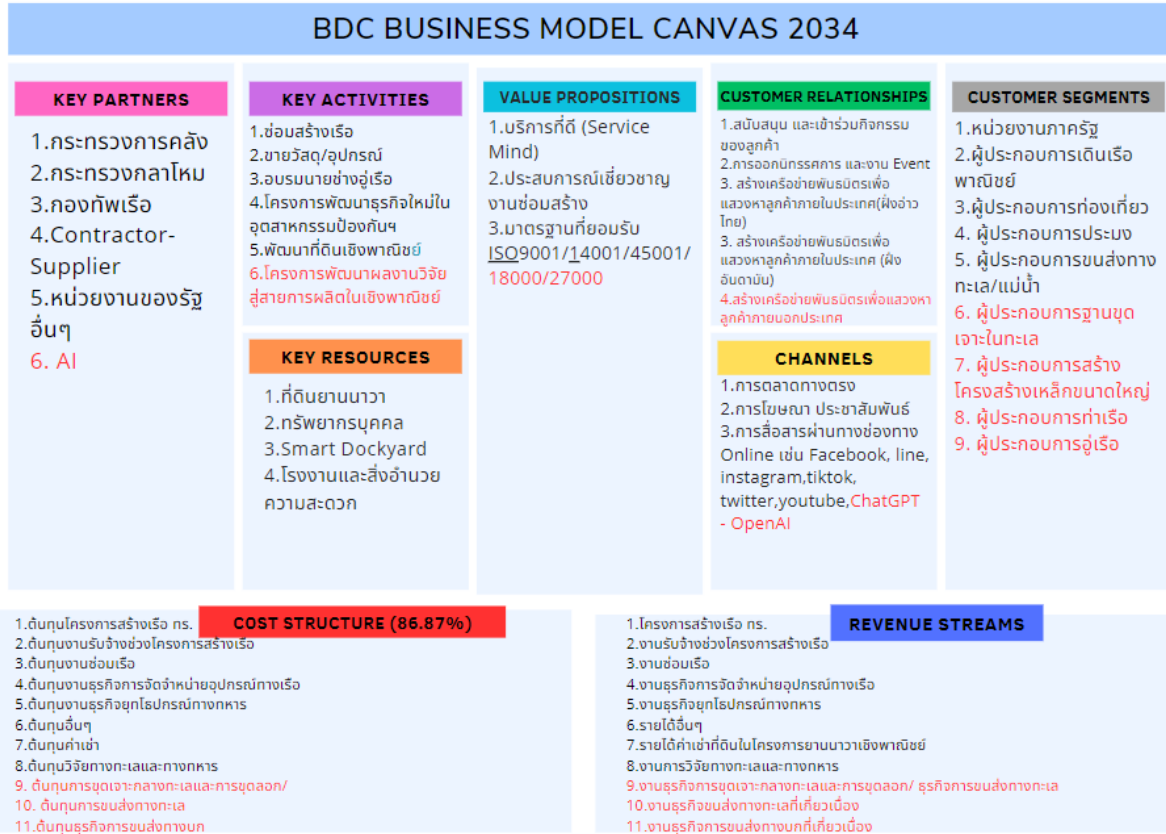 BDC BUSINESS MODEL CANVAS 2034
KEY PARTNERS
1.กระทรวงการคลัง
2.กระทรวงกลาโหม
3.กองทัพเรือ
4.Contractor-
Supplier
5.หน่วยงานของรัฐ
อื่นๆ
6. AI
KEY ACTIVITIES
1.ซ่อมสร้างเรือ
2.ขายวัสดุ/อุปกรณ์
3.อบรมนายช่างอู่เรือ
4.โครงการพัฒนาธุรกิจใหม่ใน
อุตสาหกรรมป้องกันฯ
5.พัฒนาที่ดินเชิงพาณิชย์
6.โครงการพัฒนาผลงานวิจัย
สู่สายการผลิตในเชิงพาณิชย์
KEY RESOURCES
1.ที่ดินยานนาวา
2.ทรัพยากรบุคคล
3.Smart Dockyard
4.โรงงานและสิ่งอำนวย
ความสะดวก
VALUE PROPOSITIONS
1.บริการที่ดี (Service
Mind)
2.ประสบการณ์เชี่ยวชาญ
งานซ่อมสร้าง
3.มาตรฐานที่ยอมรับ
ISO9001/14001/45001/
18000/27000
CUSTOMER RELATIONSHIPS
1.สนับสนุน และเข้าร่วมกิจกรรม
ของลูกค้า
2.การออกนิทรรศการ และงาน Event
3. สร้างเครือข่ายพันธมิตรเพื่อ
แสวงหาลูกค้าภายในประเทศ(ฝั่งอ่าว
ไทย)
3. สร้างเครือข่ายพันธมิตรเพื่อ
แสวงหาลูกค้าภายในประเทศ (ฝั่ง
อันดามัน)
4.สร้างเครือข่ายพันธมิตรเพื่อแสวงหา
ลูกค้าภายนอกประเทศ
CHANNELS
1.การตลาดทางตรง
2.การโฆษณา ประชาสัมพันธ์
3.การสื่อสารผ่านทางช่องทาง
Online เช่น Facebook, line,
instagram,tiktok,
twitter,youtube,ChatGPT
- OpenAI
CUSTOMER SEGMENTS
1.หน่วยงานภาครัฐ
2.ผู้ประกอบการเดินเรือ
พาณิชย์
3.ผู้ประกอบการท่องเที่ยว
4. ผู้ประกอบการประมง
5. ผู้ประกอบการขนส่งทาง
ทะเล/แม่น้ำ
6. ผู้ประกอบการฐานขุด
เจาะในทะเล
7. ผู้ประกอบการสร้าง
โครงสร้างเหล็กขนาดใหญ่
8. ผู้ประกอบการท่าเรือ
9. ผู้ประกอบการอู่เรือ
COST STRUCTURE (86.87%)
1.ต้นทุนโครงการสร้างเรือ ทร.
2.ต้นทุนงานรับจ้างช่วงโครงการสร้างเรือ
3.ต้นทุนงานซ่อมเรือ
4.ต้นทุนงานธุรกิจการจัดจำหน่ายอุปกรณ์ทางเรือ
5.ต้นทุนงานธุรกิจยุทโธปกรณ์ทางทหาร
6.ต้นทุนอื่นๆ
7.ต้นทุนค่าเช่า
8.ต้นทุนวิจัยทางทะเลและทางทหาร
9. ต้นทุนการขุดเจาะกลางทะเลและการขุดลอก/
10. ต้นทุนการขนส่งทางทะเล
11.ต้นทุนธุรกิจการขนส่งทางบก
REVENUE STREAMS
1.โครงการสร้างเรือ ทร.
2.งานรับจ้างช่วงโครงการสร้างเรือ
3.งานซ่อมเรือ
4.งานธุรกิจการจัดจำหน่ายอุปกรณ์ทางเรือ
5.งานธุรกิจยุทโธปกรณ์ทางทหาร
6.รายได้อื่นๆ
7.รายได้ค่าเช่าที่ดินในโครงการยานนาวาเชิงพาณิชย์
8.งานการวิจัยทางทะเลและทางทหาร
9.งานธุรกิจการขุดเจาะกลางทะเลและการขุดลอก/ ธุรกิจการขนส่งทางทะเล
10.งานธุรกิจขนส่งทางทะเลที่เกี่ยวเนื่อง
11.งานธุรกิจการขนส่งทางบกที่เกี่ยวเนื่อง